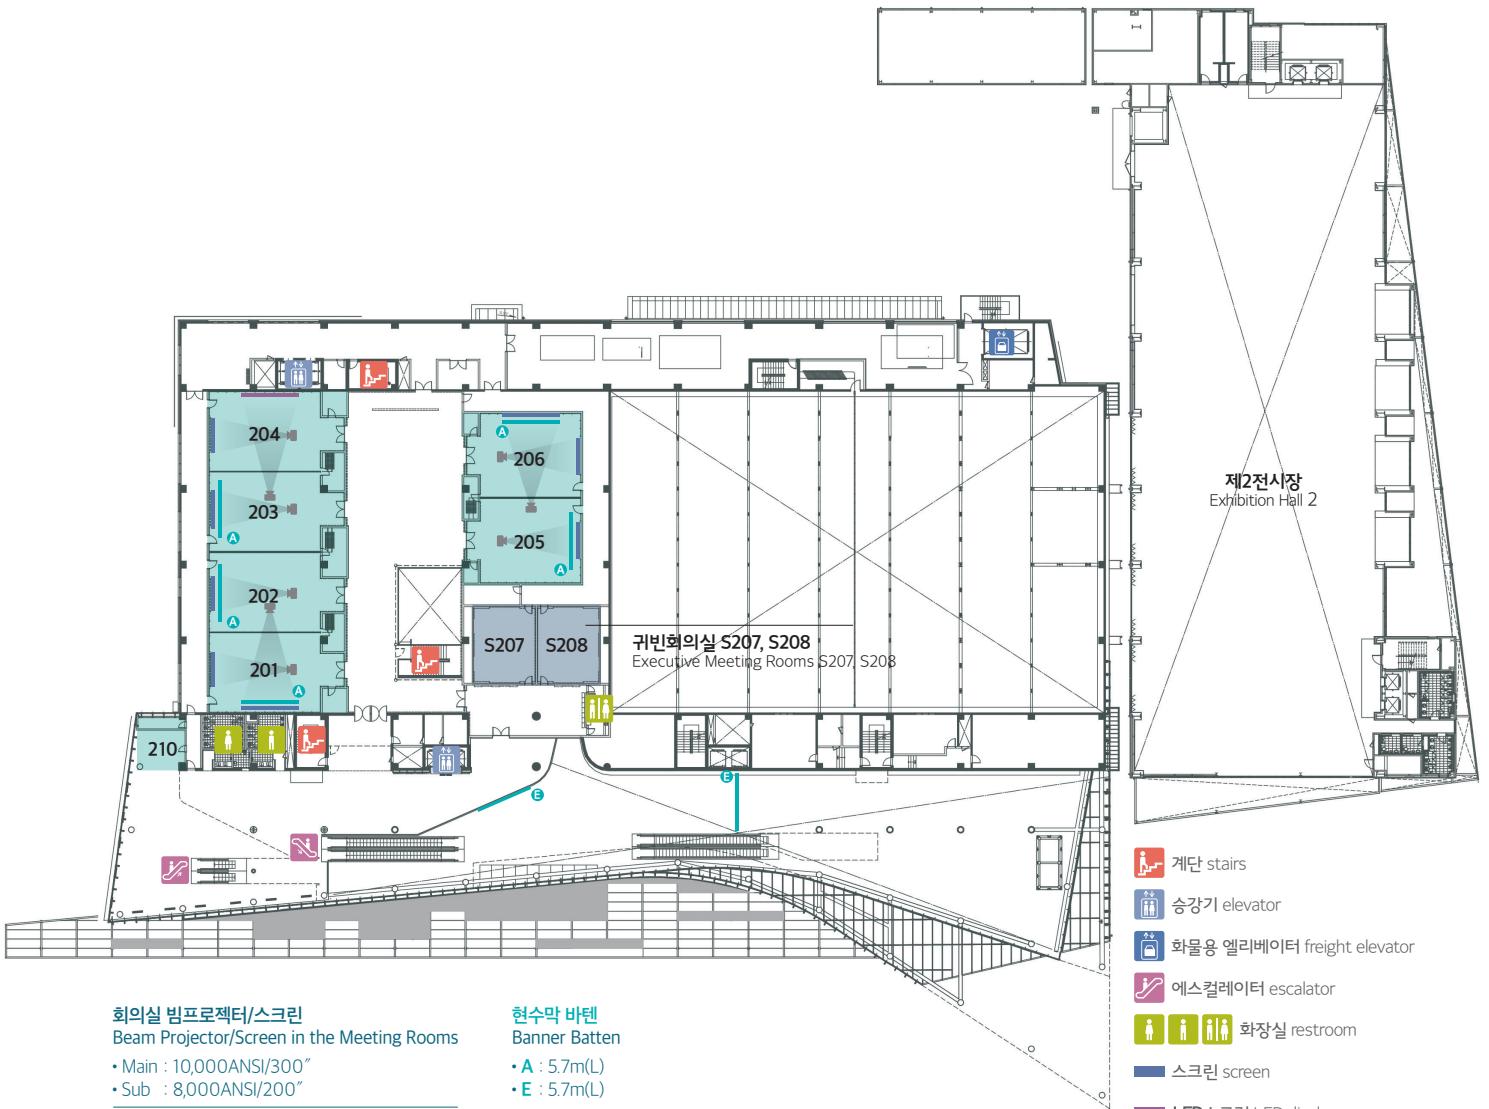 204
203
202
201
210
206
205
A
A
A
A
A
S207
S208
E
E
귀빈회의실 S207, S208
Executive Meeting Rooms S207, S208
제2전시장
Exhibition Hall 2
계단 stairs
승강기 elevator
화물용 엘리베이터 freight elevator
에스컬레이터 escalator
화장실 restroom
스크린 screen
회의실 빔프로젝터/스크린
Beam Projector/Screen in the Meeting Rooms
• Main : 10,000ANSI/300″
• Sub : 8,000ANSI/200″
현수막 바텐
Banner Batten
• A : 5.7m(L)
• E : 5.7m(L)